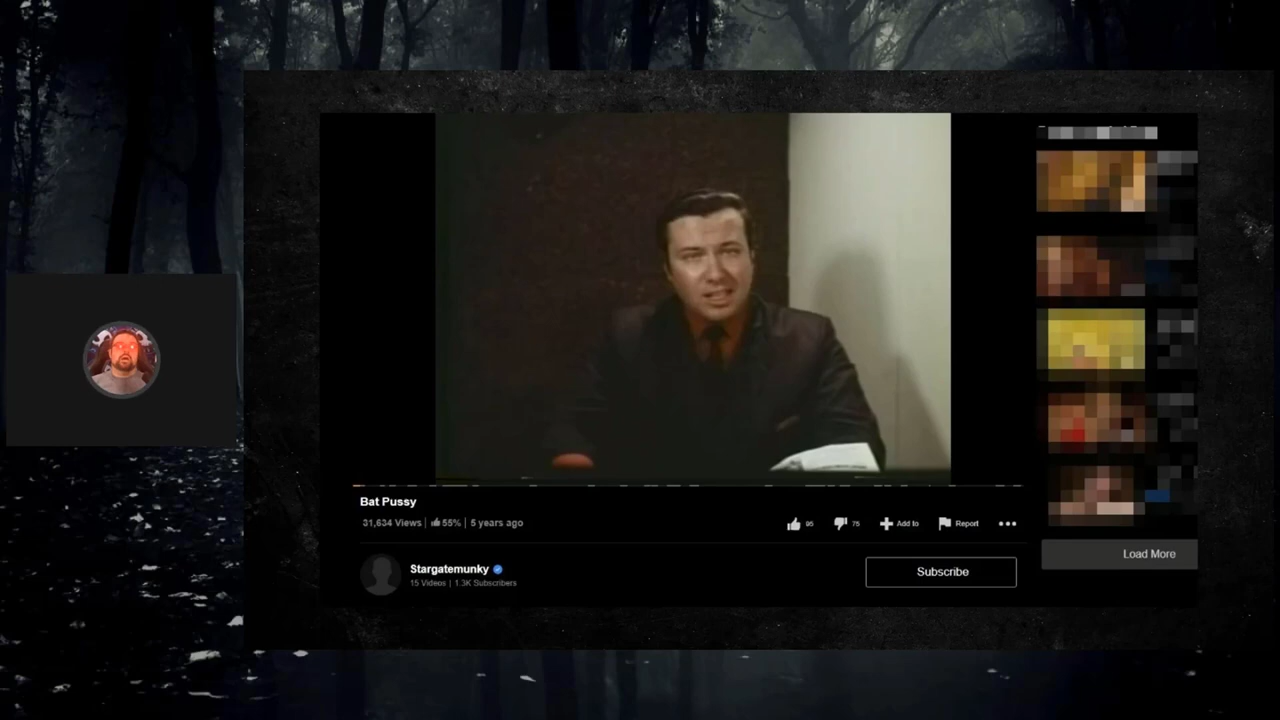 Bat Pussy
31,634 Views | 55% | 5 years ago
95
75
Add to
Report
Stargatemunky
15 Videos | 1.3K Subscribers
Subscribe
Load More